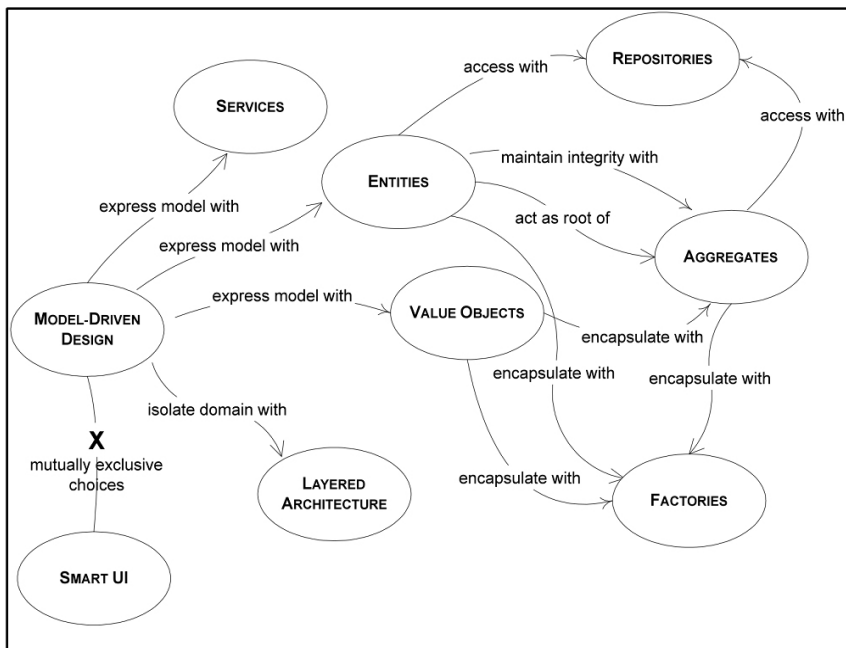 REPOSITORIES
access with
SERVICES
access with
maintain integrity with
ENTITIES
express model with
act as root of
express model with
AGGREGATES
express model with
VALUE OBJECTS
MODEL-DRIVEN
DESIGN
encapsulate with
encapsulate with
encapsulate with
isolate domain with
X
mutually exclusive
choices
encapsulate with
LAYERED
ARCHITECTURE
FACTORIES
SMART UI